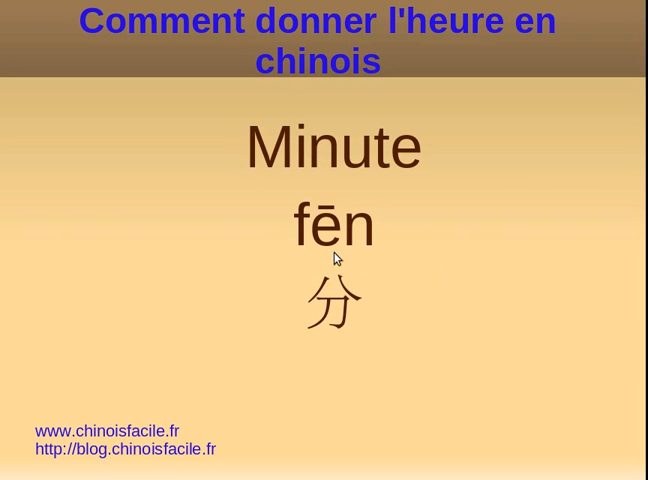 Comment donner l'heure en
chinois
Minute
fēn
分
www.chinoisfacile.fr
http://blog.chinoisfacile.fr